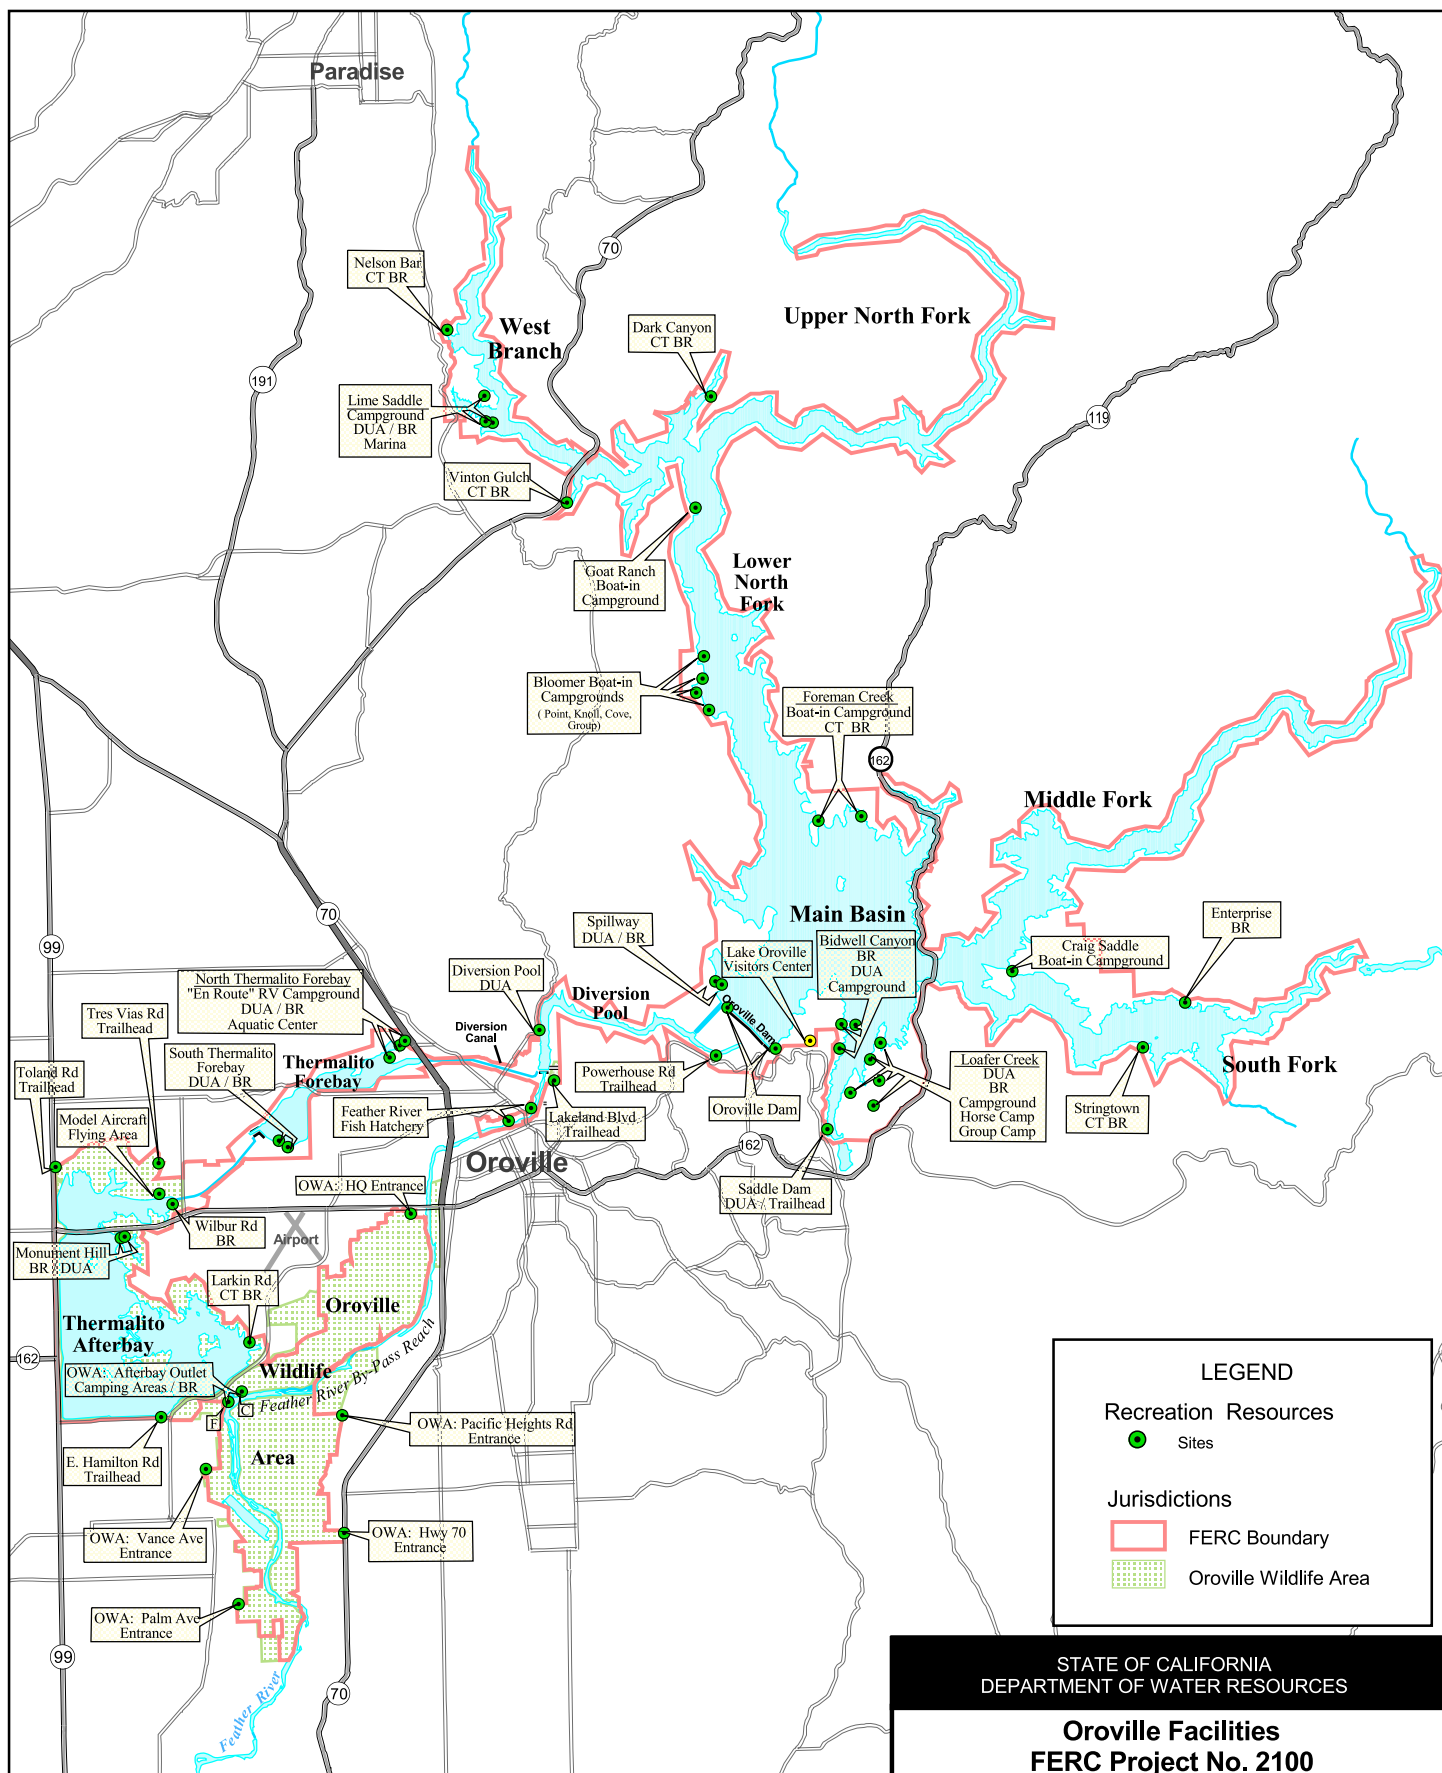 Paradise
70
Nelson Bar
CT BR
West
Branch
Upper North Fork
Dark Canyon
CT BR
191
Lime Saddle
Campground
DUA / BR
Marina
119
Vinton Gulch
CT BR
Goat Ranch
Boat-in
Campground
Lower
North
Fork
Bloomer Boat-in
Campgrounds
( Point, Knoll, Cove,
Group)
Foreman Creek
Boat-in Campground
CT BR
162
Middle Fork
70
99
Main Basin
Spillway
DUA / BR
Lake Oroville
Visitors Center
Bidwell Canyon
BR
DUA
Campground
Enterprise
BR
Craig Saddle
Boat-in Campground
North Thermalito Forebay
"En Route" RV Campground
DUA / BR
Aquatic Center
Diversion Pool
DUA
Diversion
Pool
Oroville Dam
Tres Vias Rd
Trailhead
Diversion
Canal
South Thermalito
Forebay
DUA / BR
Thermalito
Forebay
Toland Rd
Trailhead
Powerhouse Rd
Trailhead
Loafer Creek
DUA
BR
Campground
Horse Camp
Group Camp
South Fork
Model Aircraft
Flying Area
Feather River
Fish Hatchery
Lakeland Blvd
Trailhead
Oroville Dam
Stringtown
CT BR
162
Oroville
OWA: HQ Entrance
Saddle Dam
DUA / Trailhead
Wilbur Rd
BR
Airport
Monument Hill
BR DUA
Larkin Rd
CT BR
Oroville
Thermalito
Afterbay
162
OWA: Afterbay Outlet
Camping Areas / BR
Wildlife
Feather River By-Pass Reach
F
C
OWA: Pacific Heights Rd
Entrance
E. Hamilton Rd
Trailhead
Area
OWA: Vance Ave
Entrance
OWA: Hwy 70
Entrance
OWA: Palm Ave
Entrance
99
70
Feather River
LEGEND
Recreation Resources
Sites
Jurisdictions
FERC Boundary
Oroville Wildlife Area
STATE OF CALIFORNIA
DEPARTMENT OF WATER RESOURCES
Oroville Facilities
FERC Project No. 2100